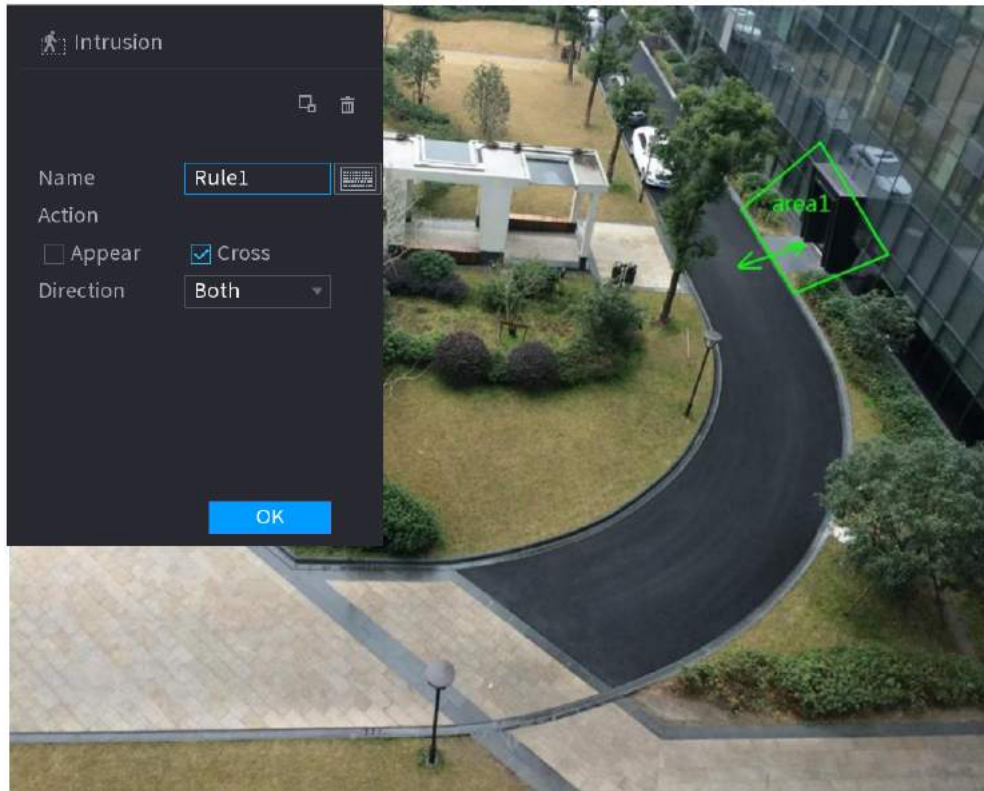 Intrusion
Name Rule1
Action
Appear Cross
Direction Both
OK
area1